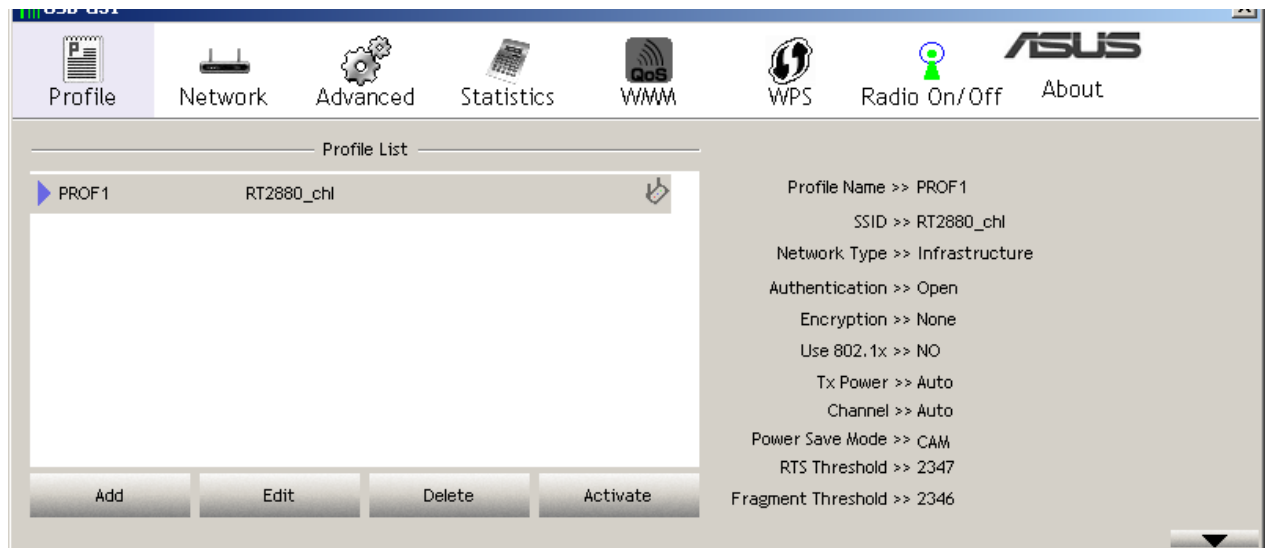 Profile Network Advanced Statistics QoS WMM WPS Radio On/Off ASUS About
Profile List
PROF1 RT2880_chl
Profile Name >> PROF1
SSID >> RT2880_chl
Network Type >> Infrastructure
Authentication >> Open
Encryption >> None
Use 802.1x >> NO
Tx Power >> Auto
Channel >> Auto
Power Save Mode >> CAM
RTS Threshold >> 2347
Fragment Threshold >> 2346
Add Edit Delete Activate